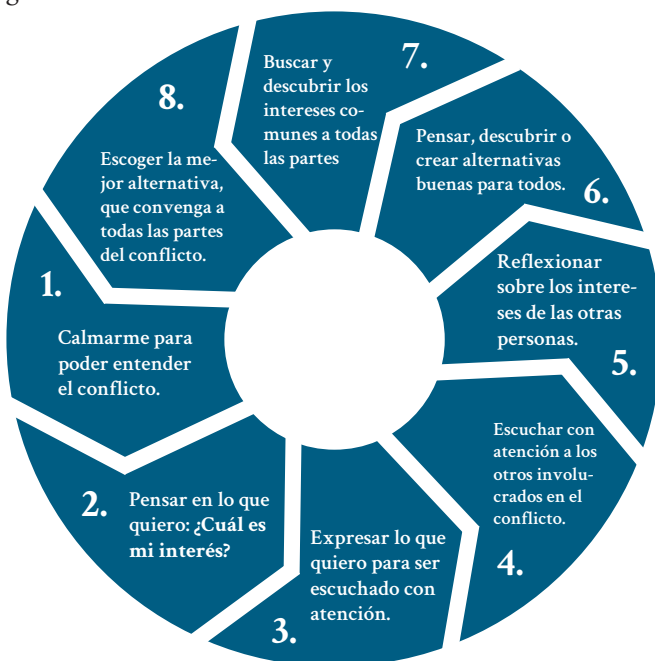 g
1.
Calmarme para
poder entender
el conflicto.
2.
Pensar en lo que
quiero: ¿Cuál es
mi interés?
3.
Expresar lo que
quiero para ser
escuchado con
atención.
4.
Escuchar con
atención a los
otros involu-
crados en el
conflicto.
5.
Reflexionar
sobre los intere-
ses de las otras
personas.
6.
Pensar, descubrir o
crear alternativas
buenas para todos.
7.
Buscar y
descubrir los
intereses co-
munes a todas
las partes
8.
Escoger la me-
jor alternativa,
que convenga a
todas las partes
del conflicto.